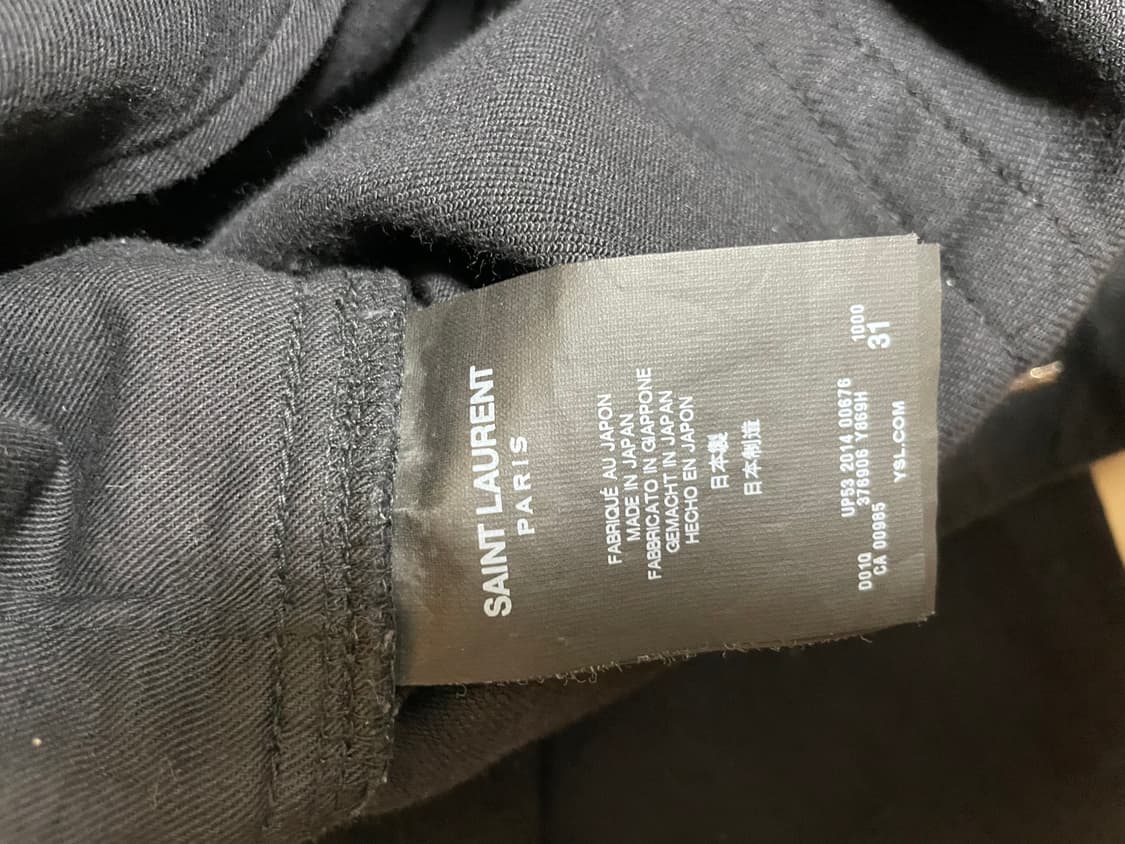 SAINT LAURENT
PARIS
FABRIQUÉ AU JAPON
MADE IN JAPAN
FABBRICATO IN GIAPPONE
GEMACHT IN JAPAN
HECHO EN JAPON
日本製
日本制造
UP53 2014 00676 1000
376906 Y869H 31
D010
CA 00985 YSL.COM